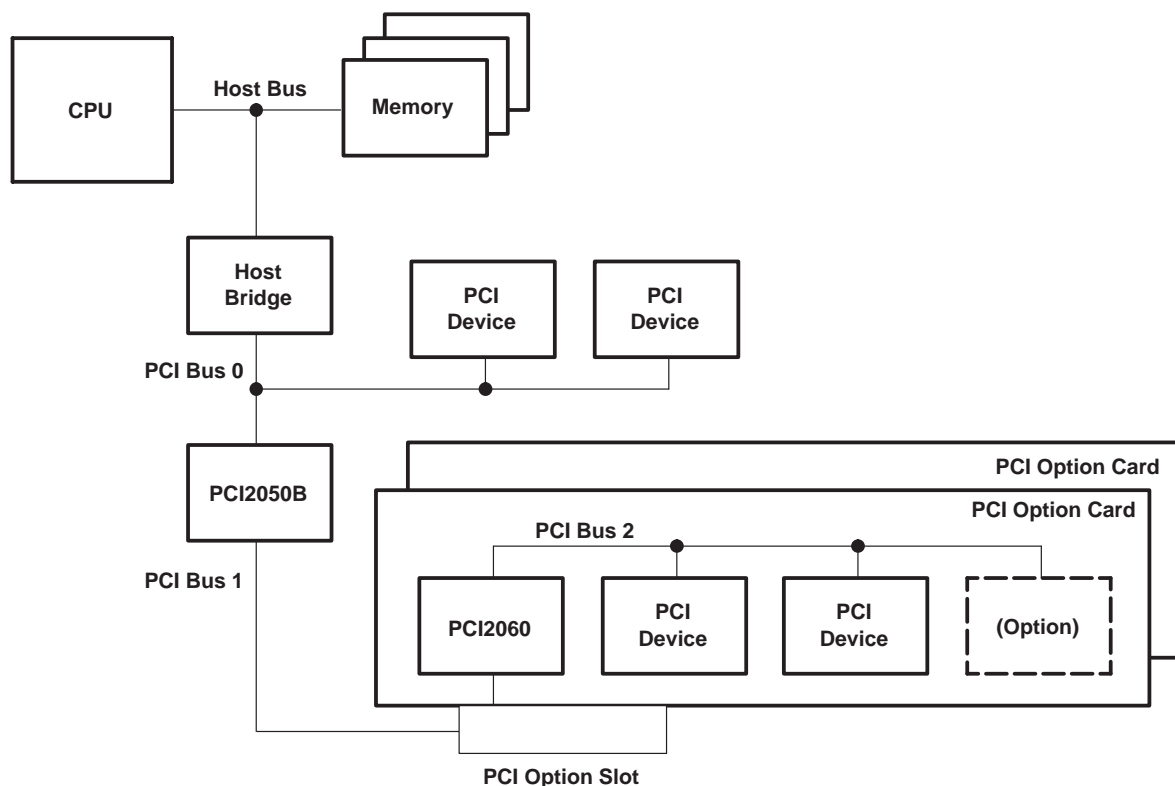 Host Bus
CPU
Memory
Host
Bridge
PCI
Device
PCI
Device
PCI Bus 0
PCI2050B
PCI Option Card
PCI Option Card
PCI Bus 2
PCI Bus 1
PCI2060
PCI
Device
PCI
Device
(Option)
PCI Option Slot